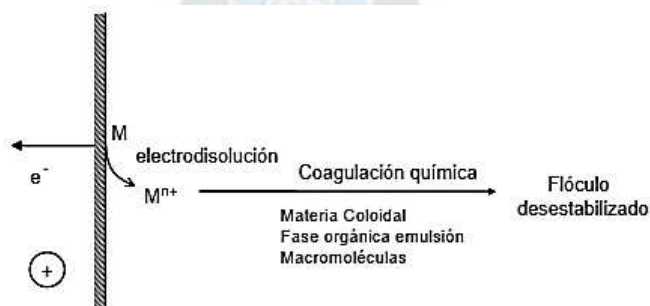 M
electrodisolución
e-
Mn+
Coagulación química
Materia Coloidal
Fase orgánica emulsión
Macromoléculas
Flóculo
desestabilizado
+